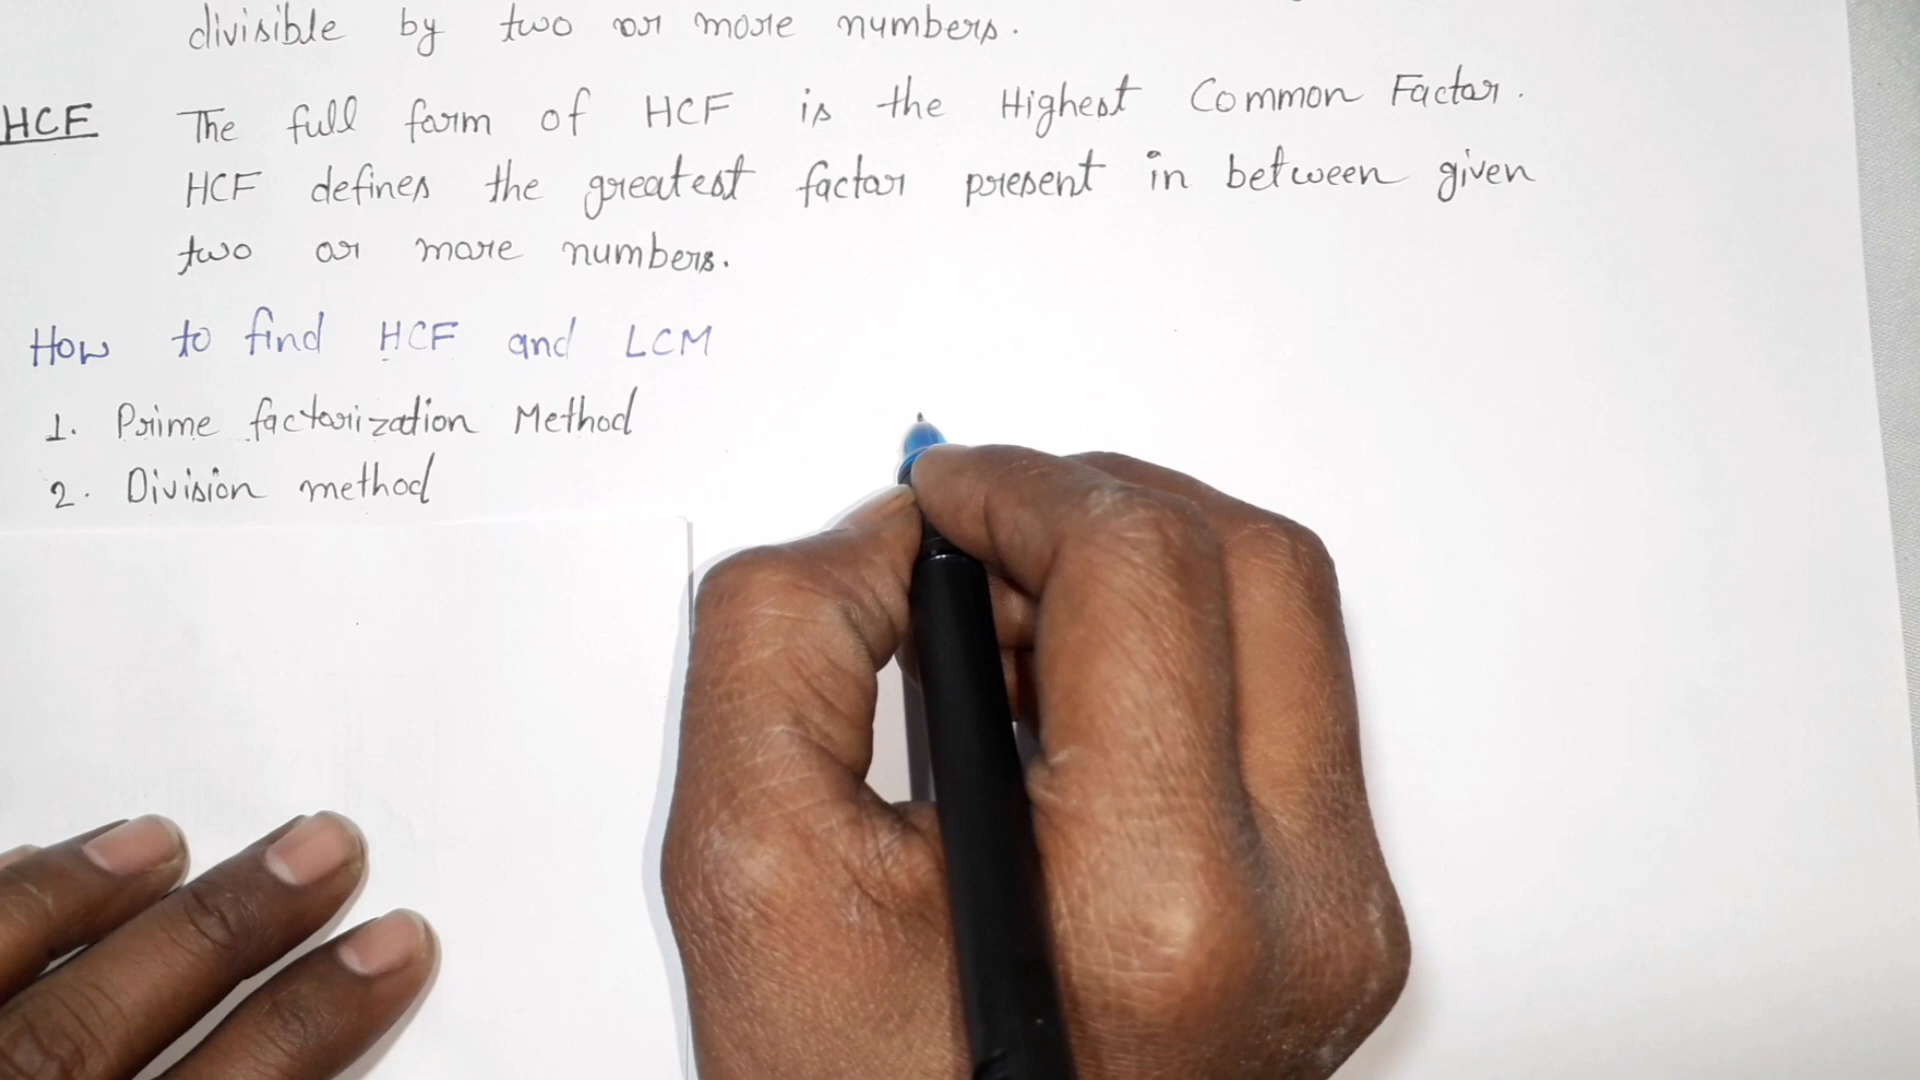 divisible by two or more numbers.
HCF The full form of HCF is the Highest Common Factor.
HCF defines the greatest factor present in between given
two or more numbers.
How to find HCF and LCM
1. Prime factorization Method
2. Division method